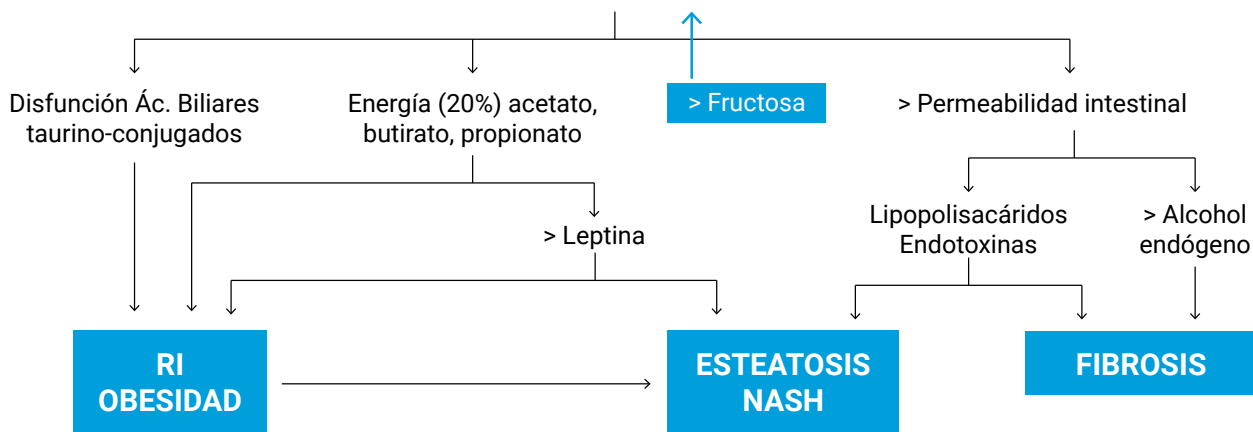 Disfunción Ác. Biliares
taurino-conjugados
Energía (20%) acetato,
butirato, propionato
> Fructosa
> Permeabilidad intestinal
> Leptina
Lipopolisacáridos
Endotoxinas
> Alcohol
endógeno
RI
OBESIDAD
ESTEATOSIS
NASH
FIBROSIS